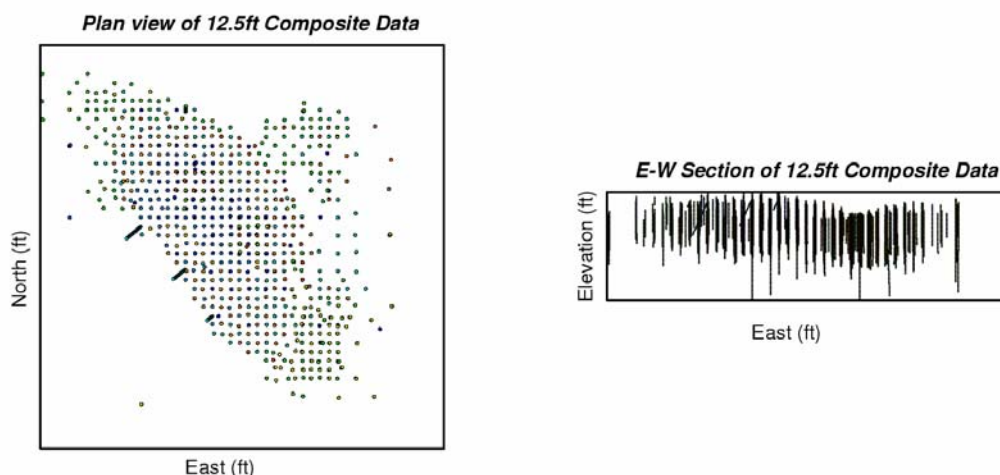 Plan view of 12.5ft Composite Data
North (ft)
East (ft)
E-W Section of 12.5ft Composite Data
Elevation (ft)
East (ft)